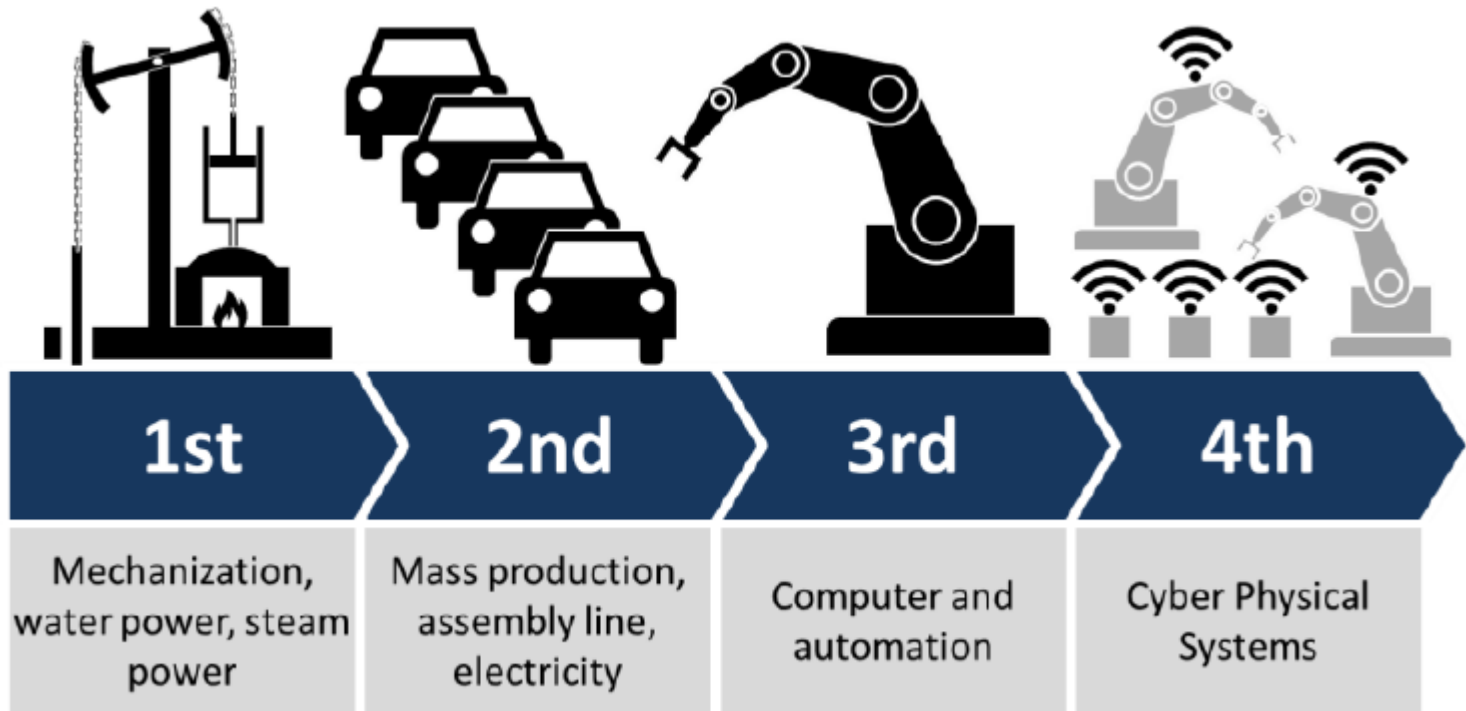 1st
2nd
3rd
4th
Mechanization,
water power, steam
power
Mass production,
assembly line,
electricity
Computer and
automation
Cyber Physical
Systems